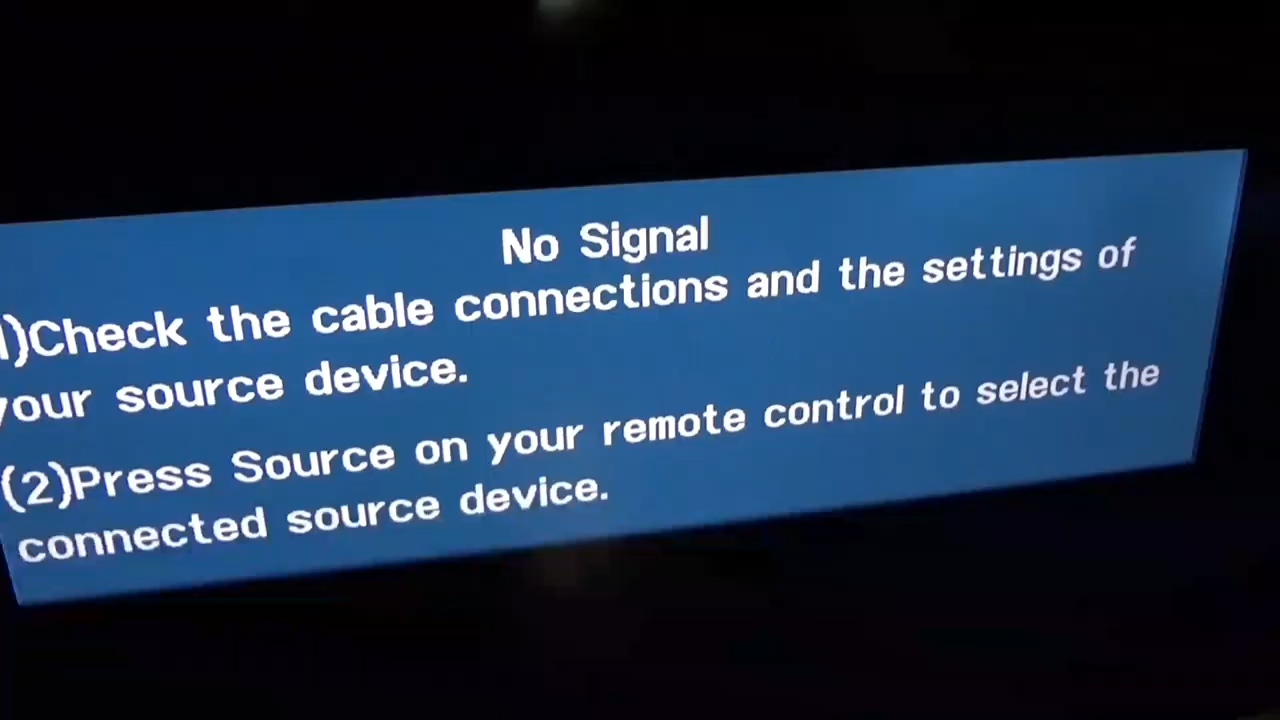 No Signal
1)Check the cable connections and the settings of
your source device.
(2)Press Source on your remote control to select the
connected source device.